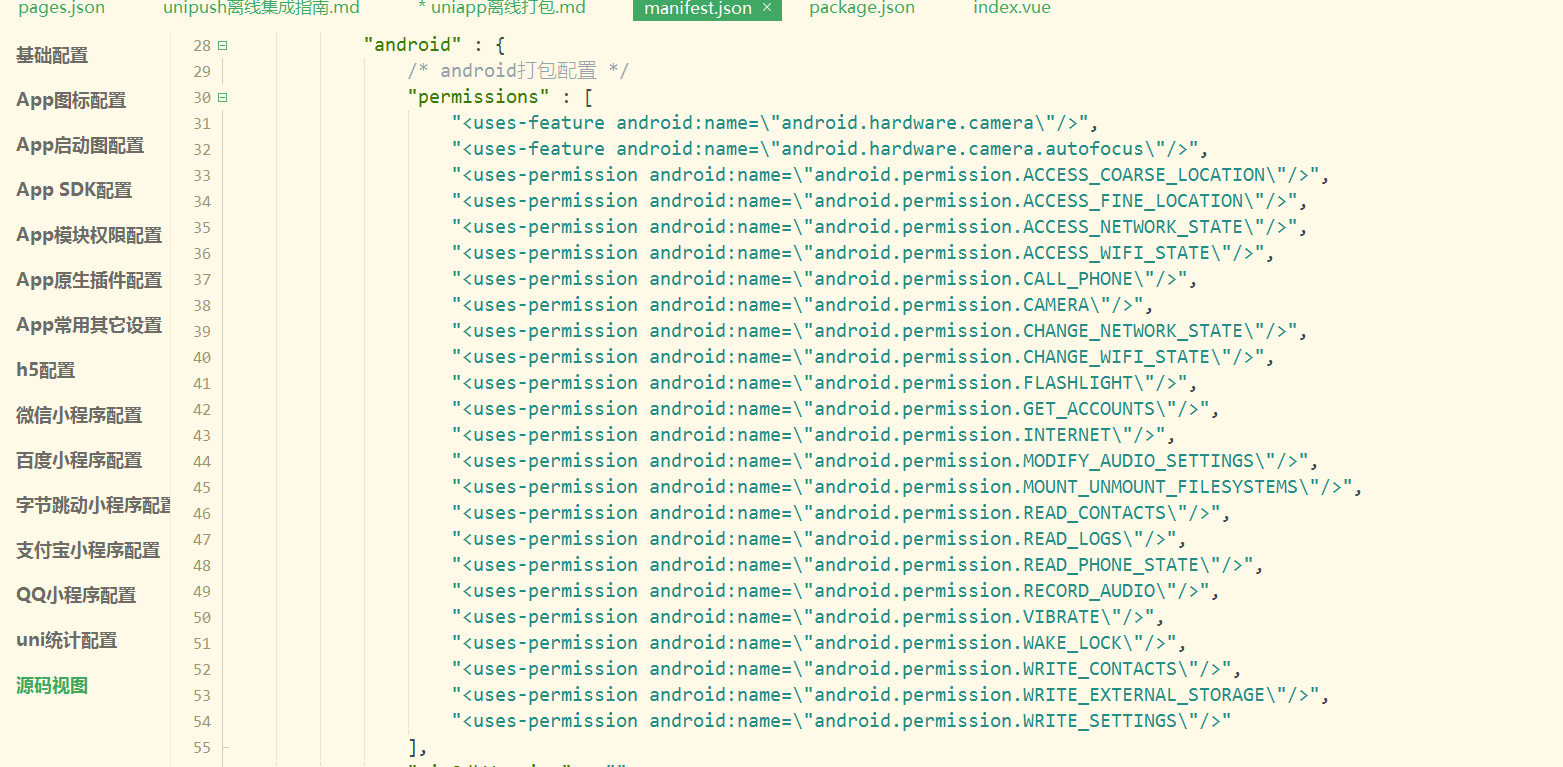 pages.json unipush离线集成指南.md * uniapp离线打包.md manifest.json × package.json index.vue
基础配置
App图标配置
App启动图配置
App SDK配置
App模块权限配置
App原生插件配置
App常用其它设置
h5配置
微信小程序配置
百度小程序配置
字节跳动小程序配置
支付宝小程序配置
QQ小程序配置
uni统计配置
源码视图
28 "android" : {
29 /* android打包配置 */
30 "permissions" : [
31 "<uses-feature android:name=\"android.hardware.camera\"/>",
32 "<uses-feature android:name=\"android.hardware.camera.autofocus\"/>",
33 "<uses-permission android:name=\"android.permission.ACCESS_COARSE_LOCATION\"/>",
34 "<uses-permission android:name=\"android.permission.ACCESS_FINE_LOCATION\"/>",
35 "<uses-permission android:name=\"android.permission.ACCESS_NETWORK_STATE\"/>",
36 "<uses-permission android:name=\"android.permission.ACCESS_WIFI_STATE\"/>",
37 "<uses-permission android:name=\"android.permission.CALL_PHONE\"/>",
38 "<uses-permission android:name=\"android.permission.CAMERA\"/>",
39 "<uses-permission android:name=\"android.permission.CHANGE_NETWORK_STATE\"/>",
40 "<uses-permission android:name=\"android.permission.CHANGE_WIFI_STATE\"/>",
41 "<uses-permission android:name=\"android.permission.FLASHLIGHT\"/>",
42 "<uses-permission android:name=\"android.permission.GET_ACCOUNTS\"/>",
43 "<uses-permission android:name=\"android.permission.INTERNET\"/>",
44 "<uses-permission android:name=\"android.permission.MODIFY_AUDIO_SETTINGS\"/>",
45 "<uses-permission android:name=\"android.permission.MOUNT_UNMOUNT_FILESYSTEMS\"/>",
46 "<uses-permission android:name=\"android.permission.READ_CONTACTS\"/>",
47 "<uses-permission android:name=\"android.permission.READ_LOGS\"/>",
48 "<uses-permission android:name=\"android.permission.READ_PHONE_STATE\"/>",
49 "<uses-permission android:name=\"android.permission.RECORD_AUDIO\"/>",
50 "<uses-permission android:name=\"android.permission.VIBRATE\"/>",
51 "<uses-permission android:name=\"android.permission.WAKE_LOCK\"/>",
52 "<uses-permission android:name=\"android.permission.WRITE_CONTACTS\"/>",
53 "<uses-permission android:name=\"android.permission.WRITE_EXTERNAL_STORAGE\"/>",
54 "<uses-permission android:name=\"android.permission.WRITE_SETTINGS\"/>"
55 ],